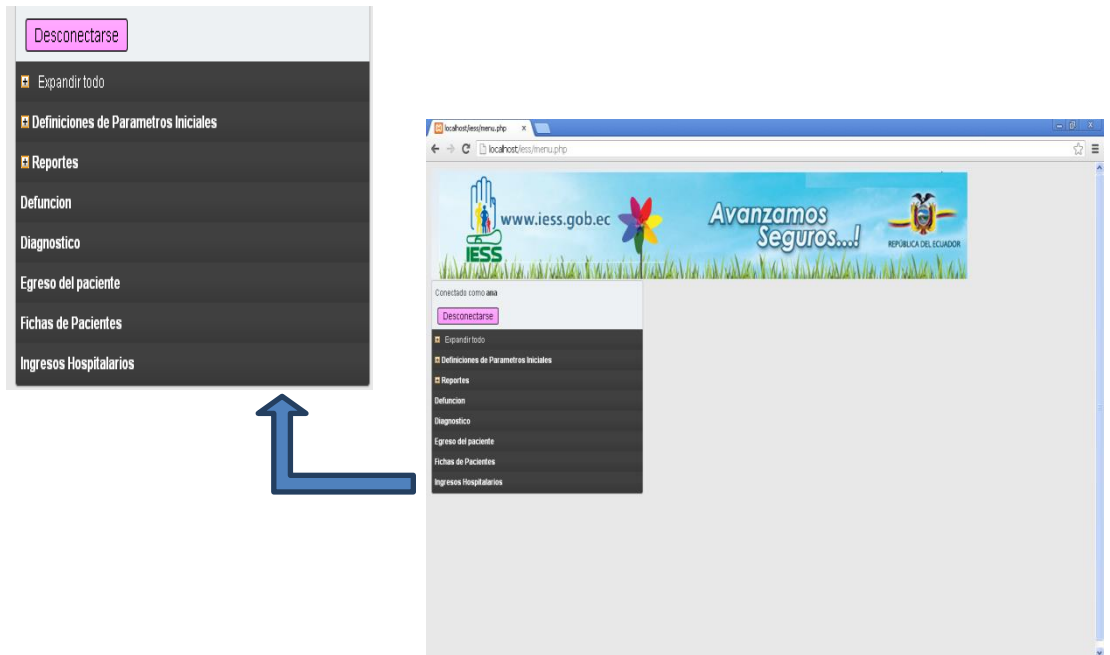 Desconectarse
Expandir todo
Definiciones de Parametros Iniciales
Reportes
Defuncion
Diagnostico
Egreso del paciente
Fichas de Pacientes
Ingresos Hospitalarios
localhost/iess/menu.php x
localhost/iess/menu.php
IESS
www.iess.gob.ec
Avanzamos
Seguros...!
REPÚBLICA DEL ECUADOR
Conectado como ana
Desconectarse
Expandir todo
Definiciones de Parametros Iniciales
Reportes
Defuncion
Diagnostico
Egreso del paciente
Fichas de Pacientes
Ingresos Hospitalarios